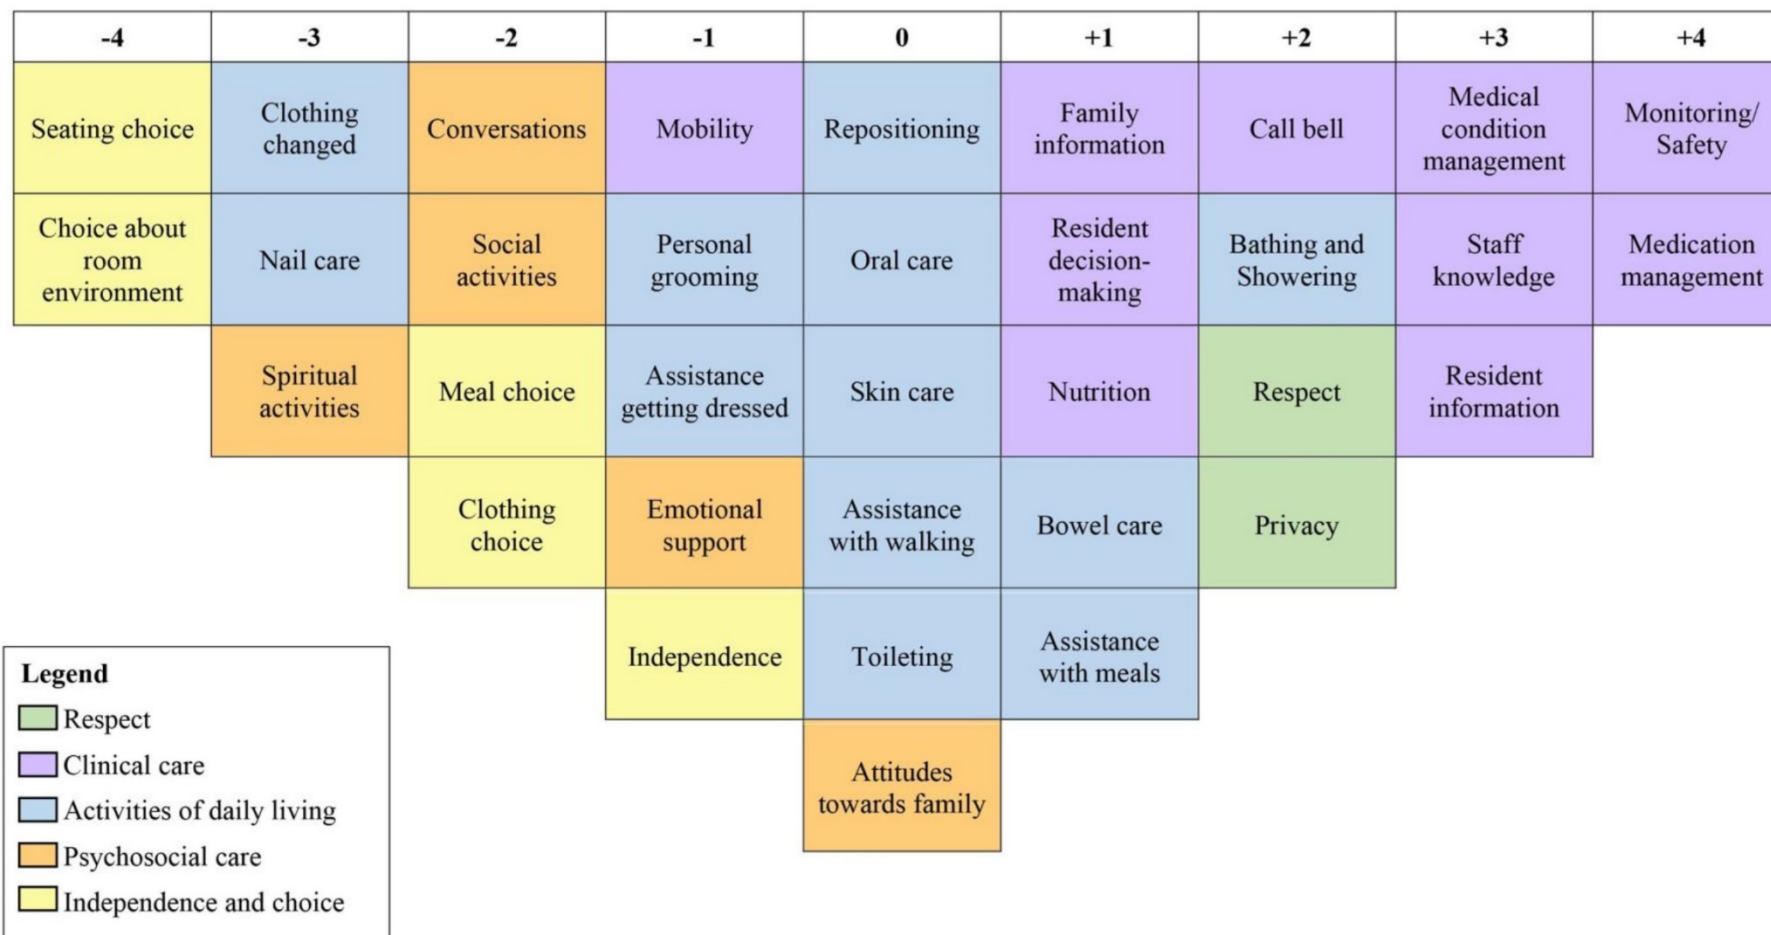 -4 -3 -2 -1 0 +1 +2 +3 +4
Seating choice
Clothing
changed
Conversations
Mobility
Repositioning
Family
information
Call bell
Medical
condition
management
Monitoring/
Safety
Choice about
room
environment
Nail care
Social
activities
Personal
grooming
Oral care
Resident
decision-
making
Bathing and
Showering
Staff
knowledge
Medication
management
Spiritual
activities
Meal choice
Assistance
getting dressed
Skin care
Nutrition
Respect
Resident
information
Clothing
choice
Emotional
support
Assistance
with walking
Bowel care
Privacy
Independence
Toileting
Assistance
with meals
Attitudes
towards family
Legend
Respect
Clinical care
Activities of daily living
Psychosocial care
Independence and choice